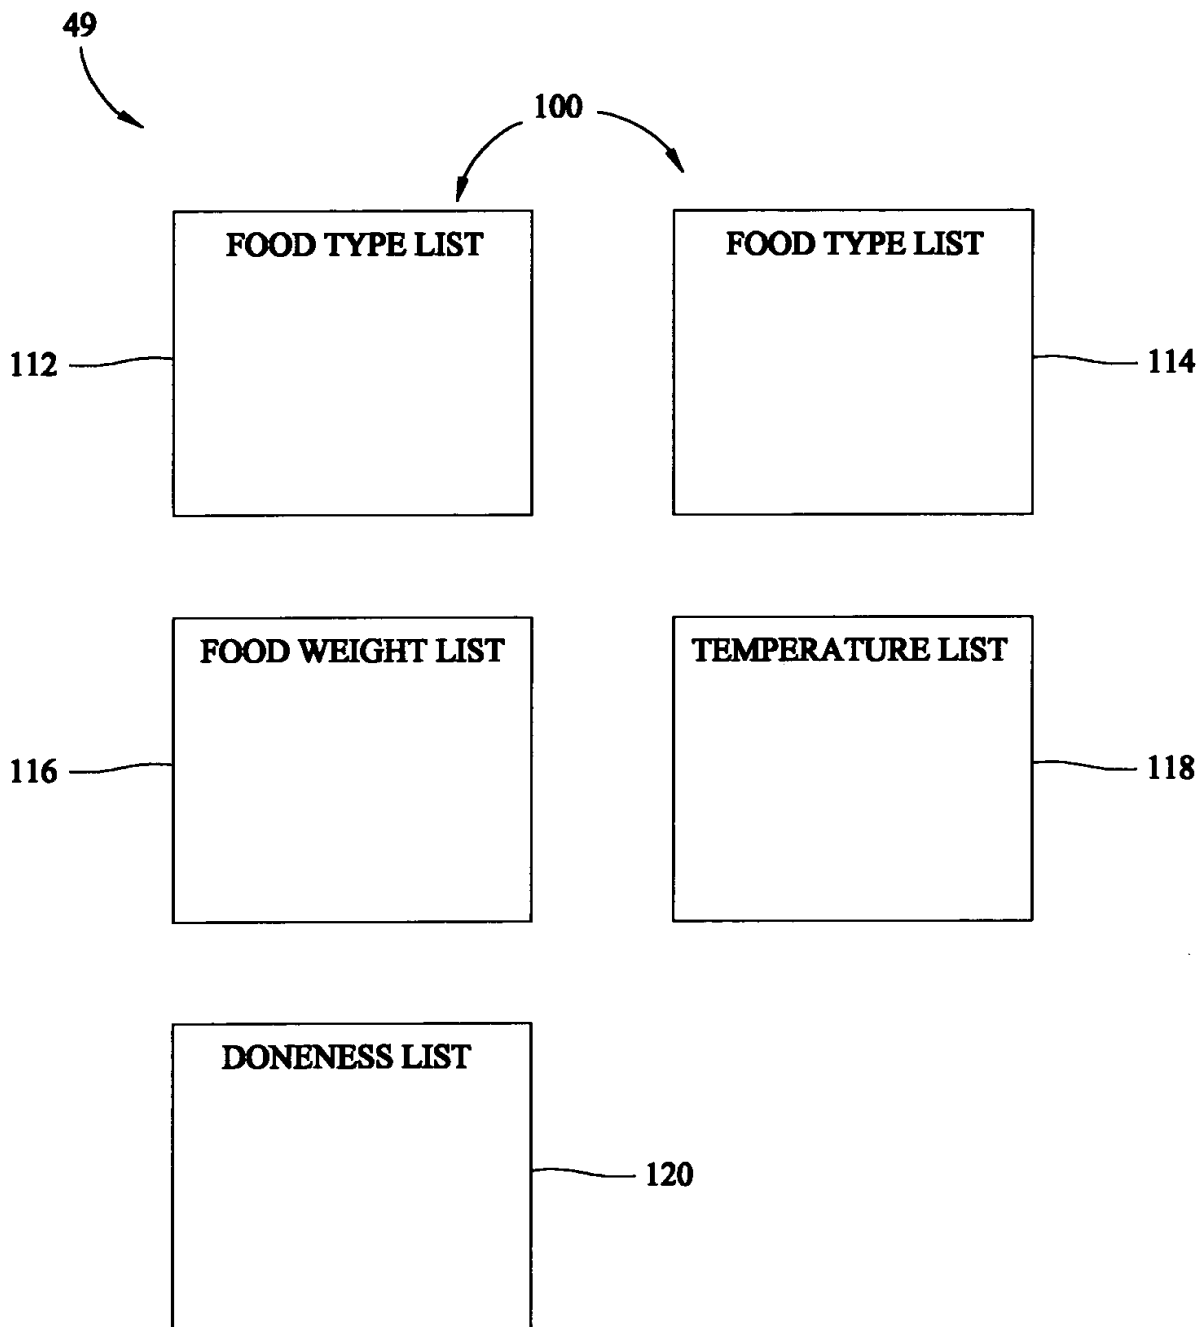 49
100
FOOD TYPE LIST
FOOD TYPE LIST
112
114
FOOD WEIGHT LIST
TEMPERATURE LIST
116
118
DONENESS LIST
120